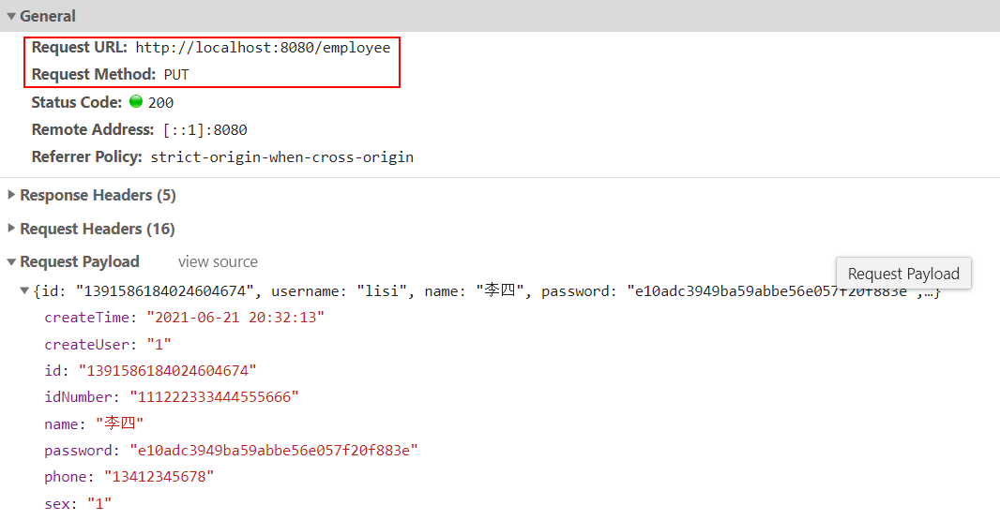 General
Request URL: http://localhost:8080/employee
Request Method: PUT
Status Code: 200
Remote Address: [::1]:8080
Referrer Policy: strict-origin-when-cross-origin
Response Headers (5)
Request Headers (16)
Request Payload view source
Request Payload
{id: "1391586184024604674", username: "lisi", name: "李四", password: "e10adc3949ba59abbe56e057f20f883e",…}
createTime: "2021-06-21 20:32:13"
createUser: "1"
id: "1391586184024604674"
idNumber: "111222333444555666"
name: "李四"
password: "e10adc3949ba59abbe56e057f20f883e"
phone: "13412345678"
sex: "1"